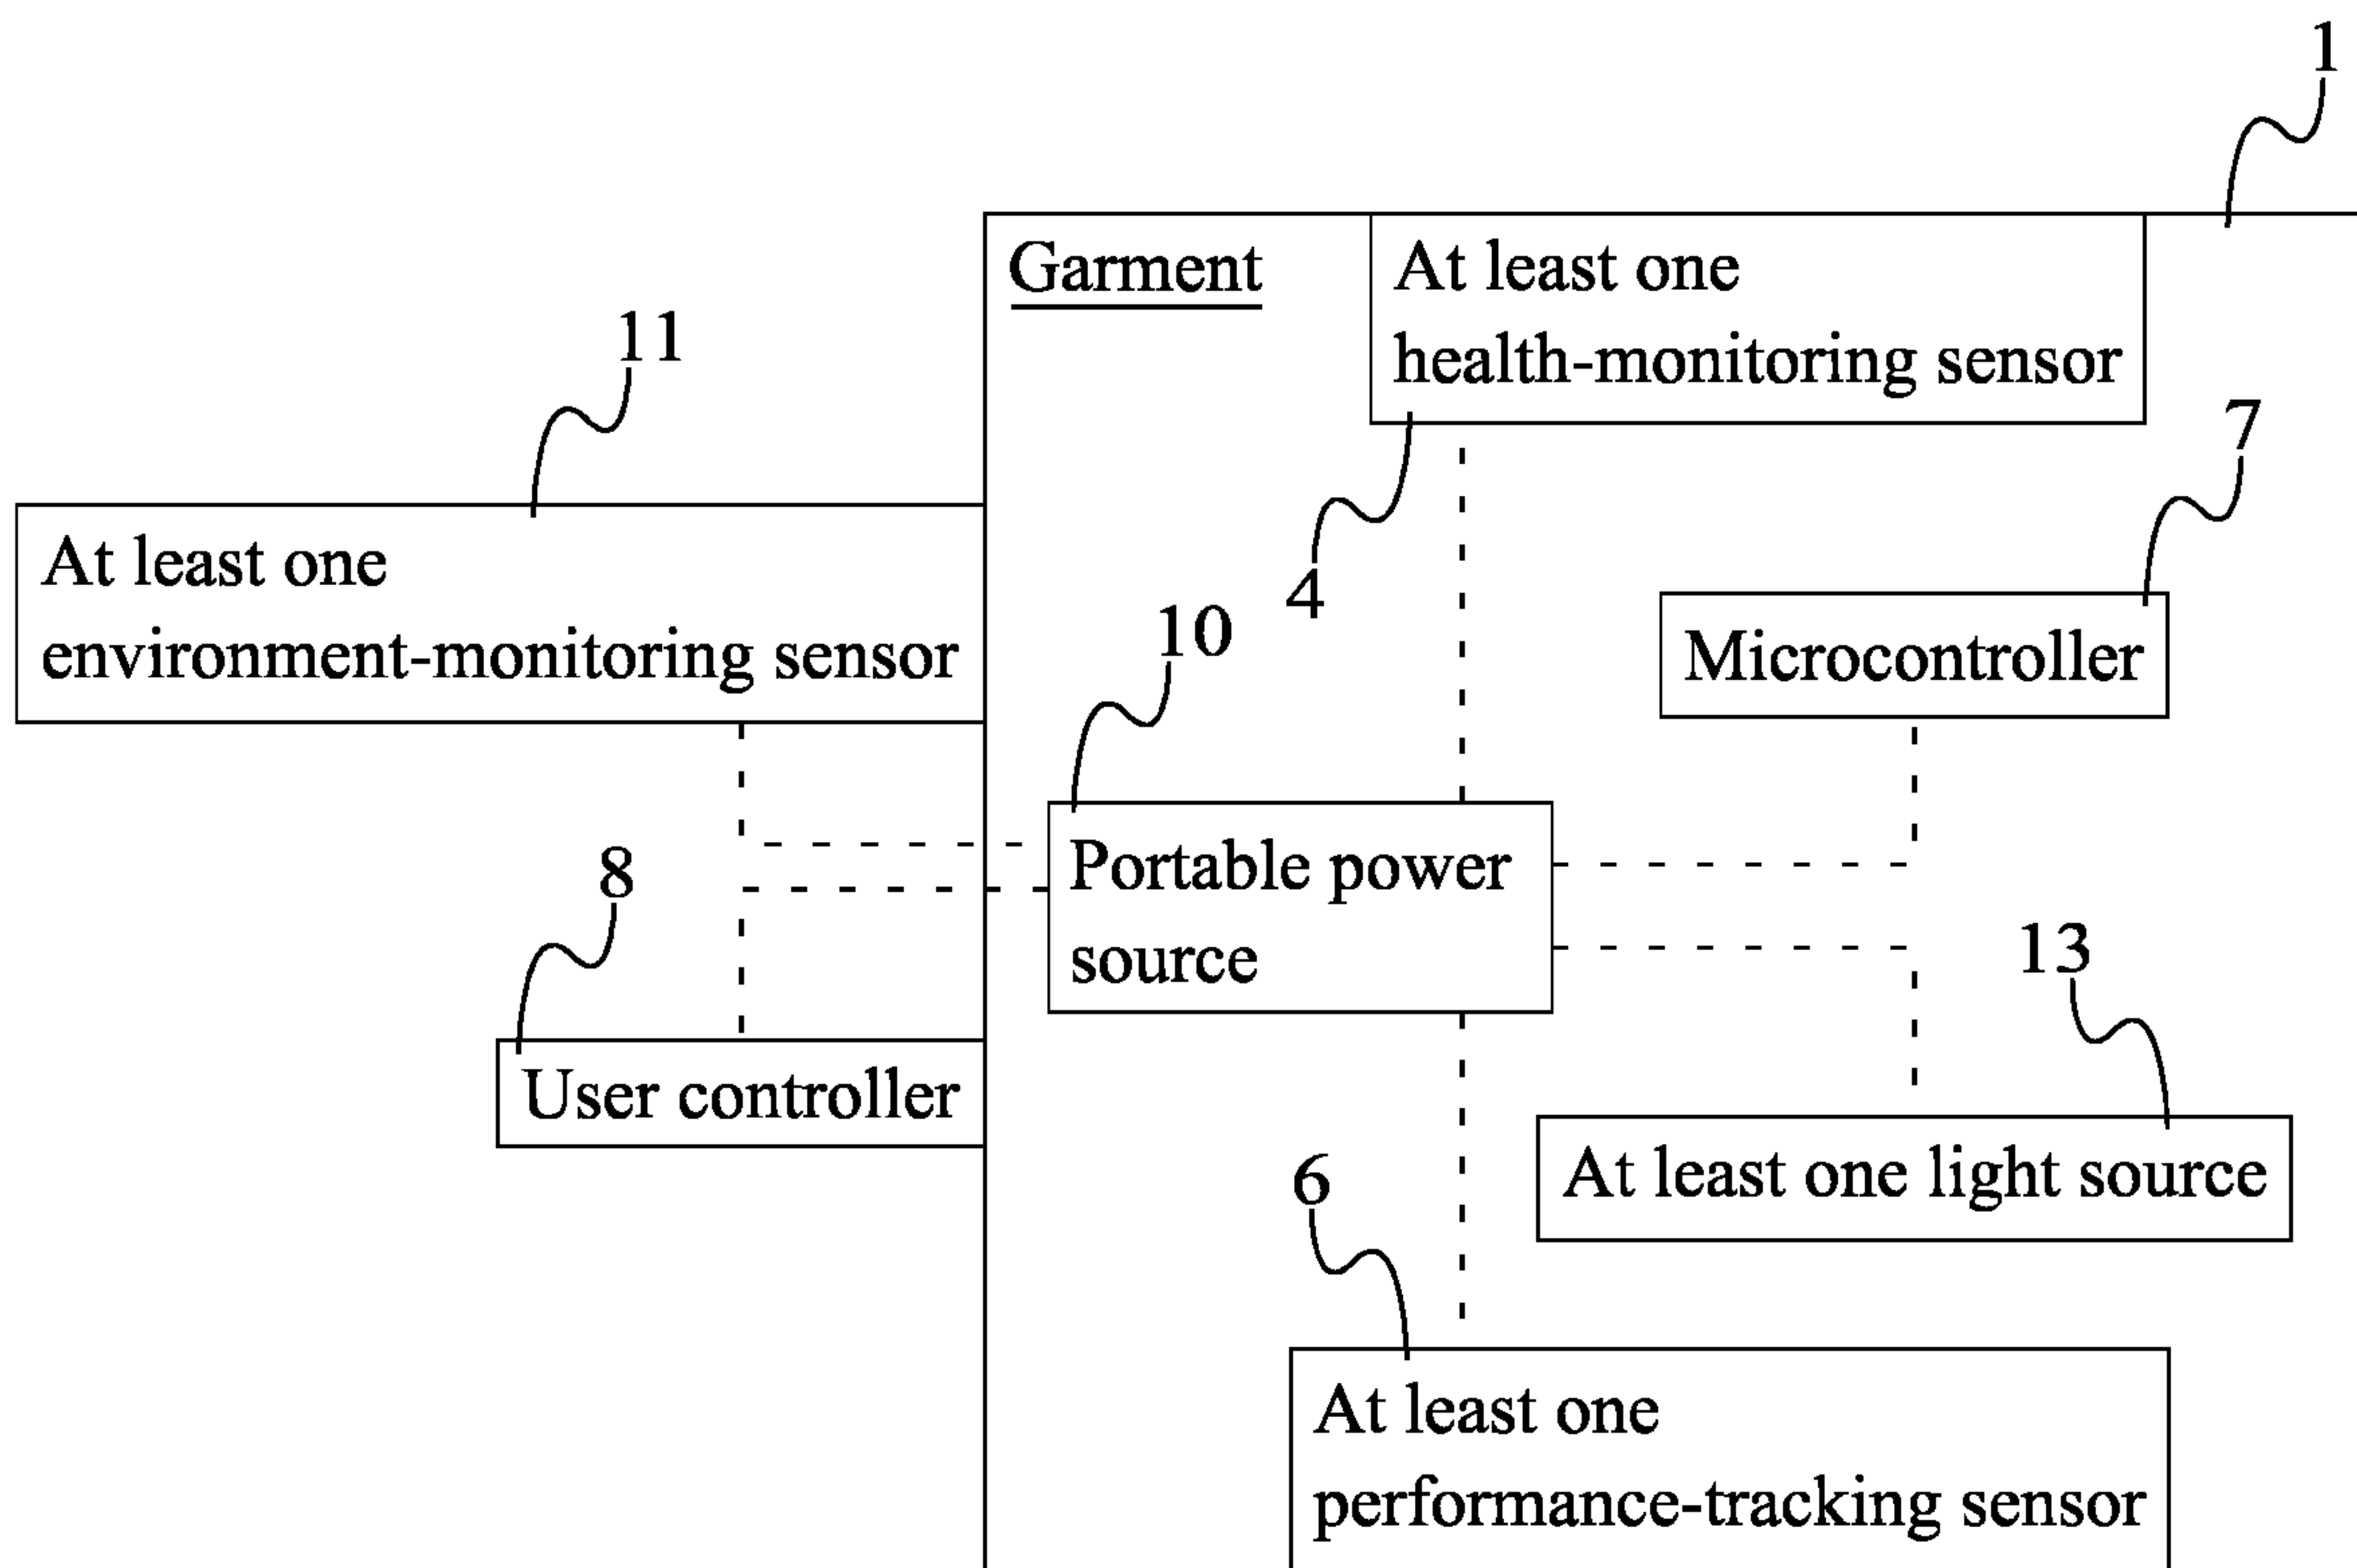 1
Garment
At least one
health-monitoring sensor
11
4
7
At least one
environment-monitoring sensor
10
Microcontroller
8
Portable power
source
13
User controller
At least one light source
6
At least one
performance-tracking sensor